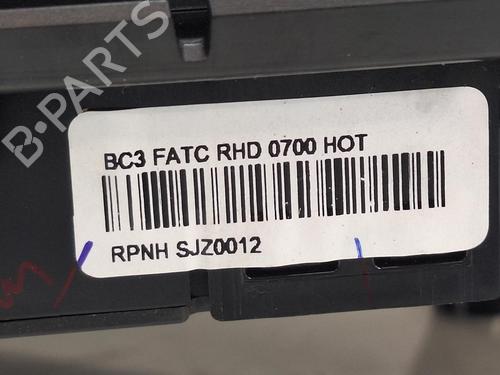 B-PARTS
BC3 FATC RHD 0700 HOT
RPNH SJZ0012